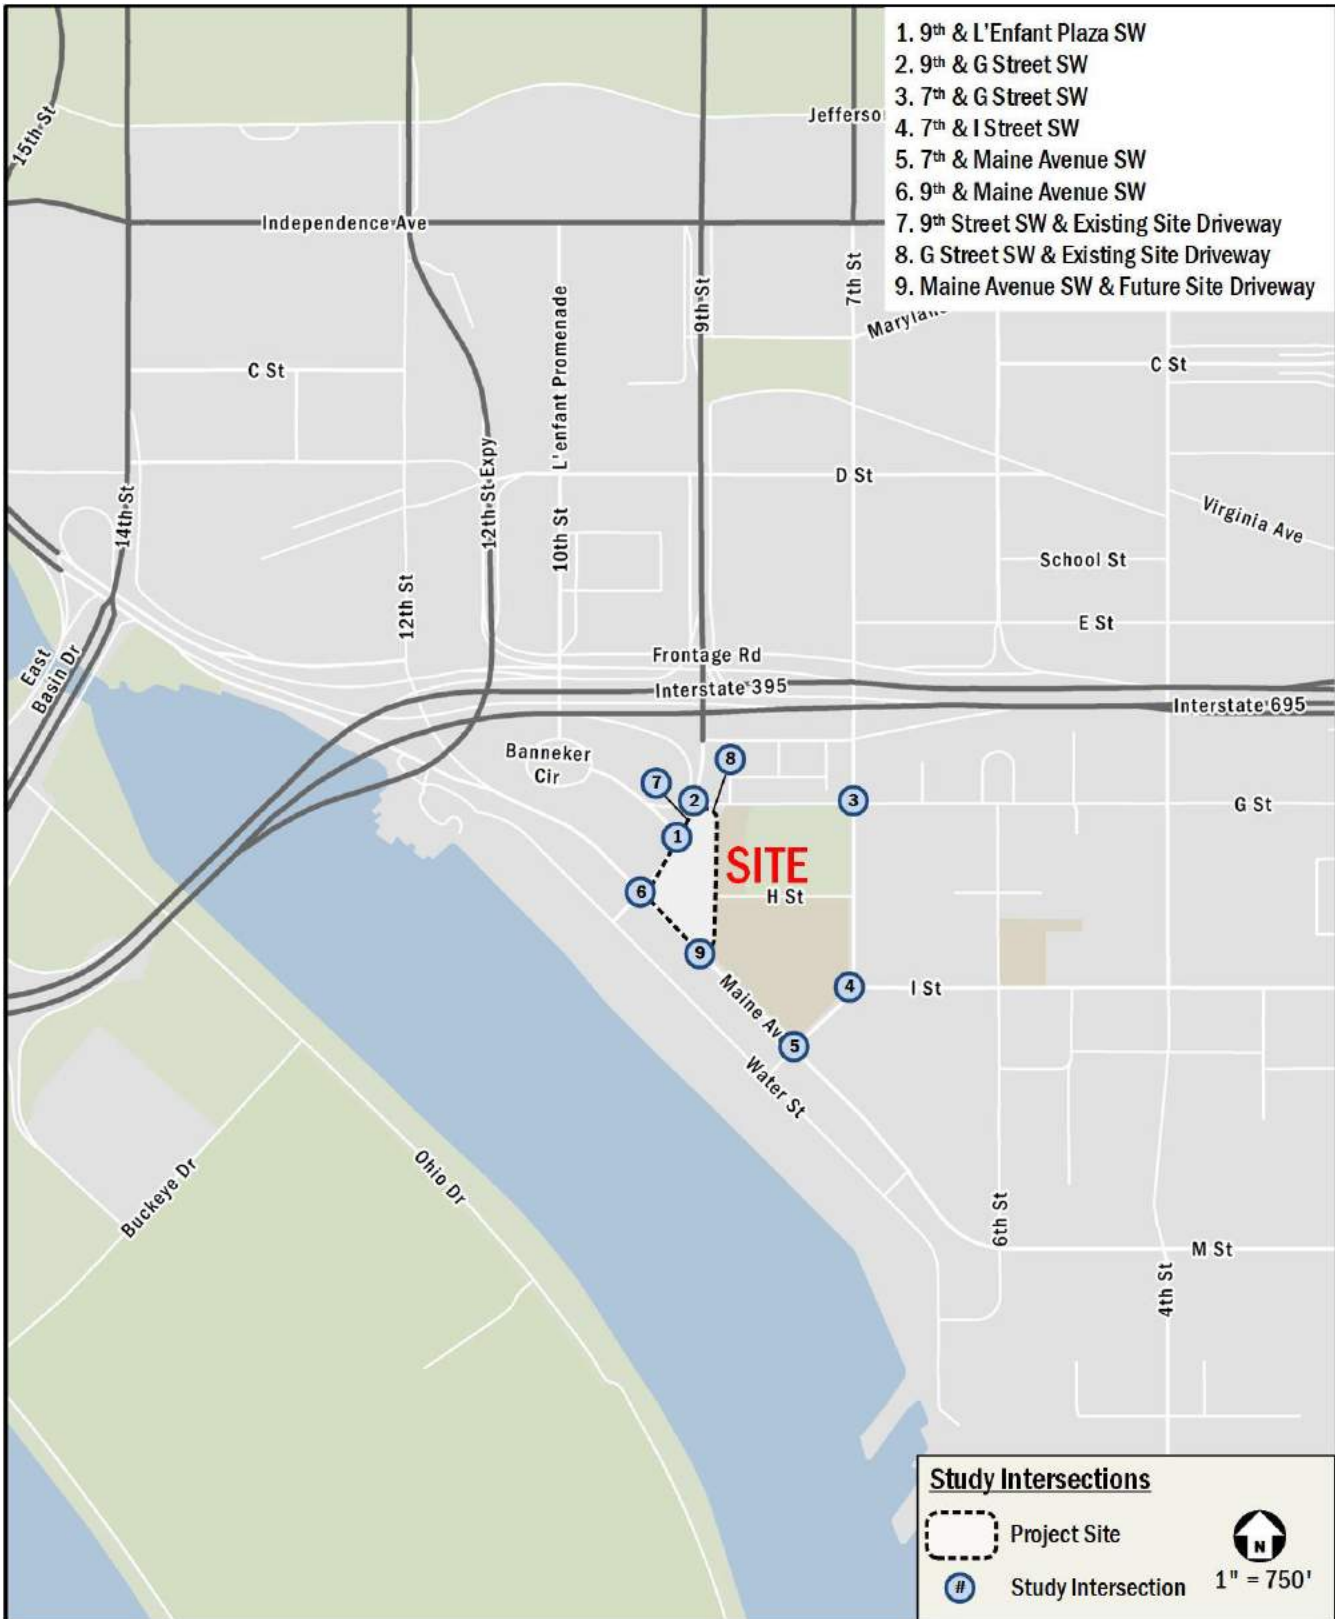 1. 9th & L'Enfant Plaza SW
2. 9th & G Street SW
3. 7th & G Street SW
4. 7th & I Street SW
5. 7th & Maine Avenue SW
6. 9th & Maine Avenue SW
7. 9th Street SW & Existing Site Driveway
8. G Street SW & Existing Site Driveway
9. Maine Avenue SW & Future Site Driveway
15th St
Jefferso
Independence Ave
L'enfant Promenade
9th St
7th St
Marylan
C St
C St
14th St
12th St Expy
D St
10th St
Virginia Ave
School St
12th St
E St
East
Basin Dr
Frontage Rd
Interstate 395
Interstate 695
Banneker
Cir
7
8
2
3
G St
1
SITE
6
H St
9
4
I St
Maine Av
5
Water St
Buckeye Dr
Ohio Dr
6th St
M St
4th St
Study Intersections
Project Site
N
# Study Intersection
1" = 750'